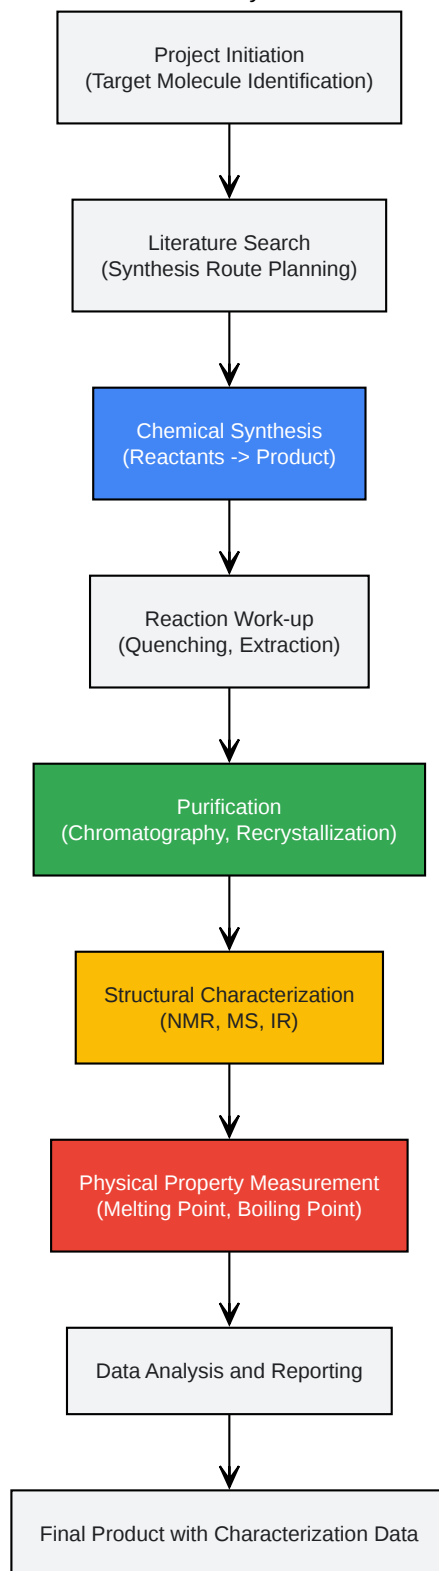 Project Initiation
(Target Molecule Identification)
Literature Search
(Synthesis Route Planning)
Chemical Synthesis
(Reactants -> Product)
Reaction Work-up
(Quenching, Extraction)
Purification
(Chromatography, Recrystallization)
Structural Characterization
(NMR, MS, IR)
Physical Property Measurement
(Melting Point, Boiling Point)
Data Analysis and Reporting
Final Product with Characterization Data